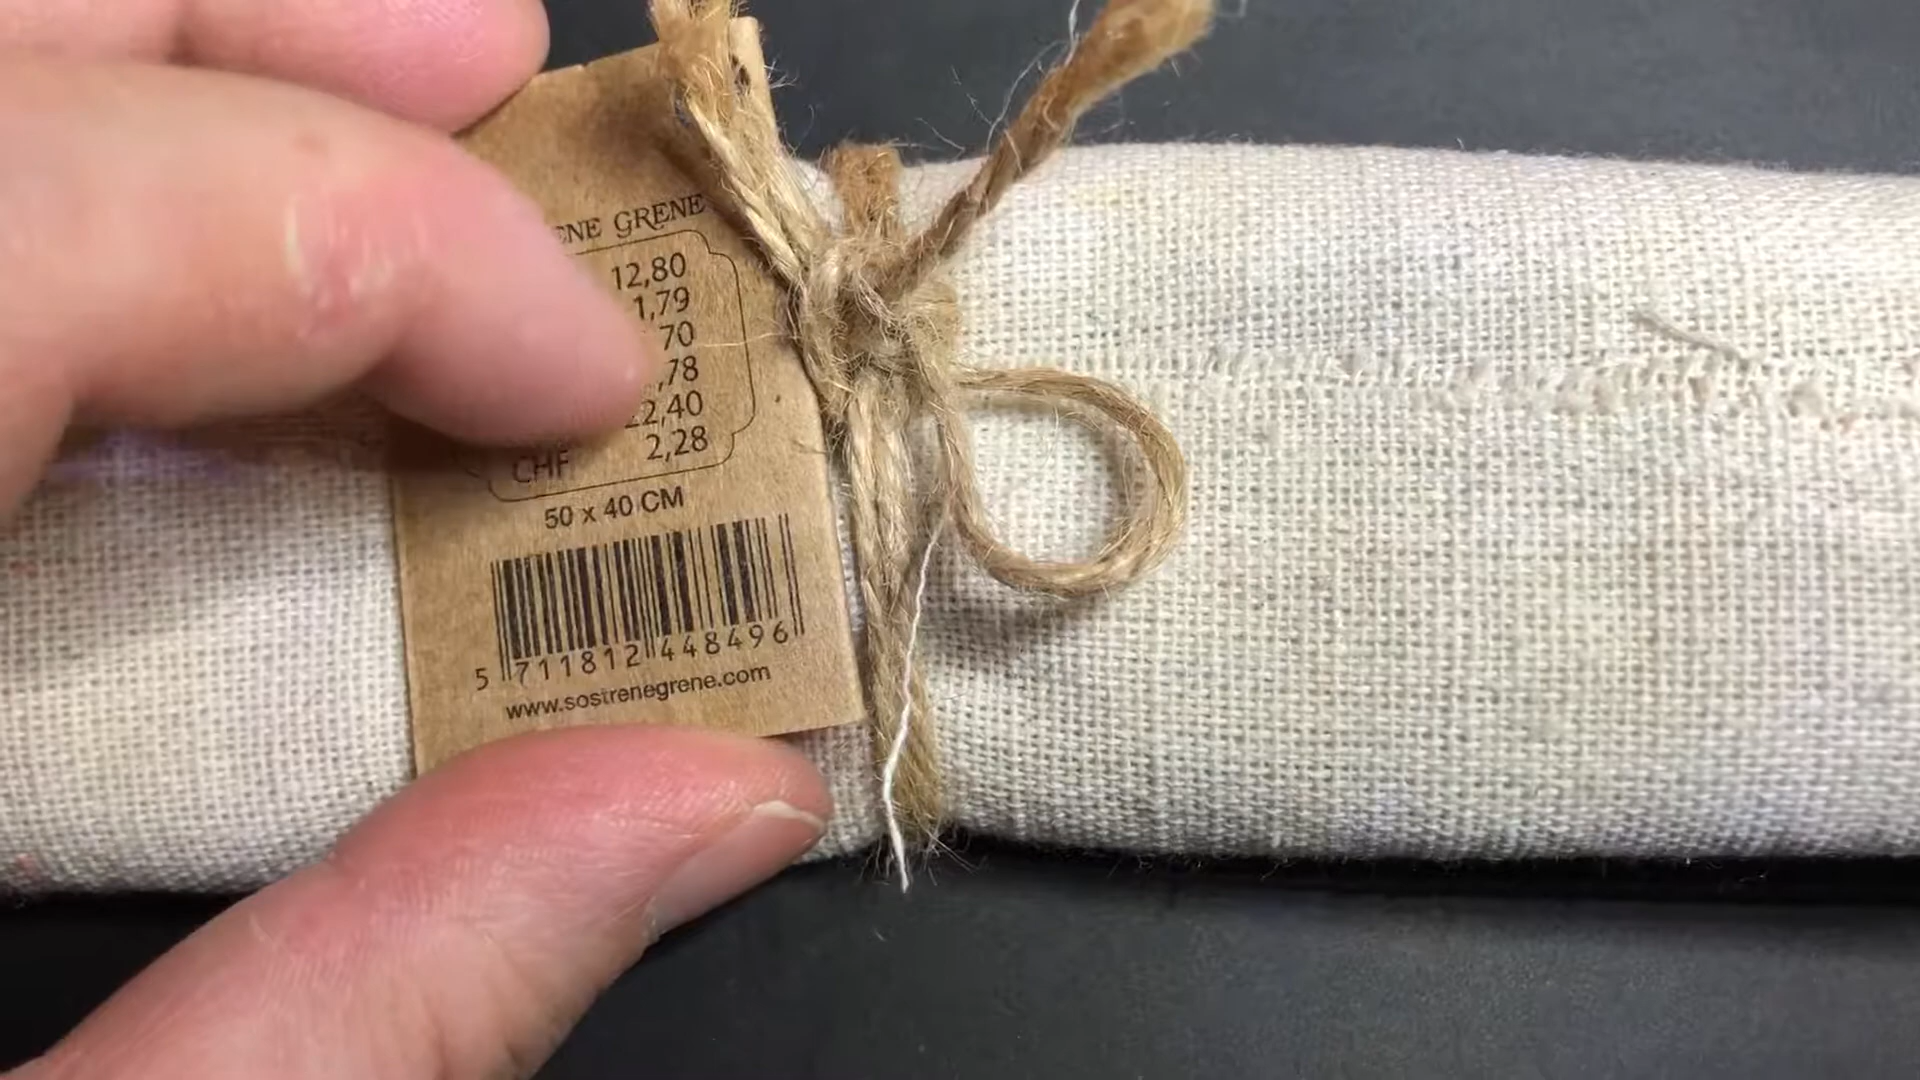 ENE GRENE
12,80
1,79
70
,78
22,40
CHF 2,28
50 x 40 CM
5 711812 448496
www.sostrenegrene.com